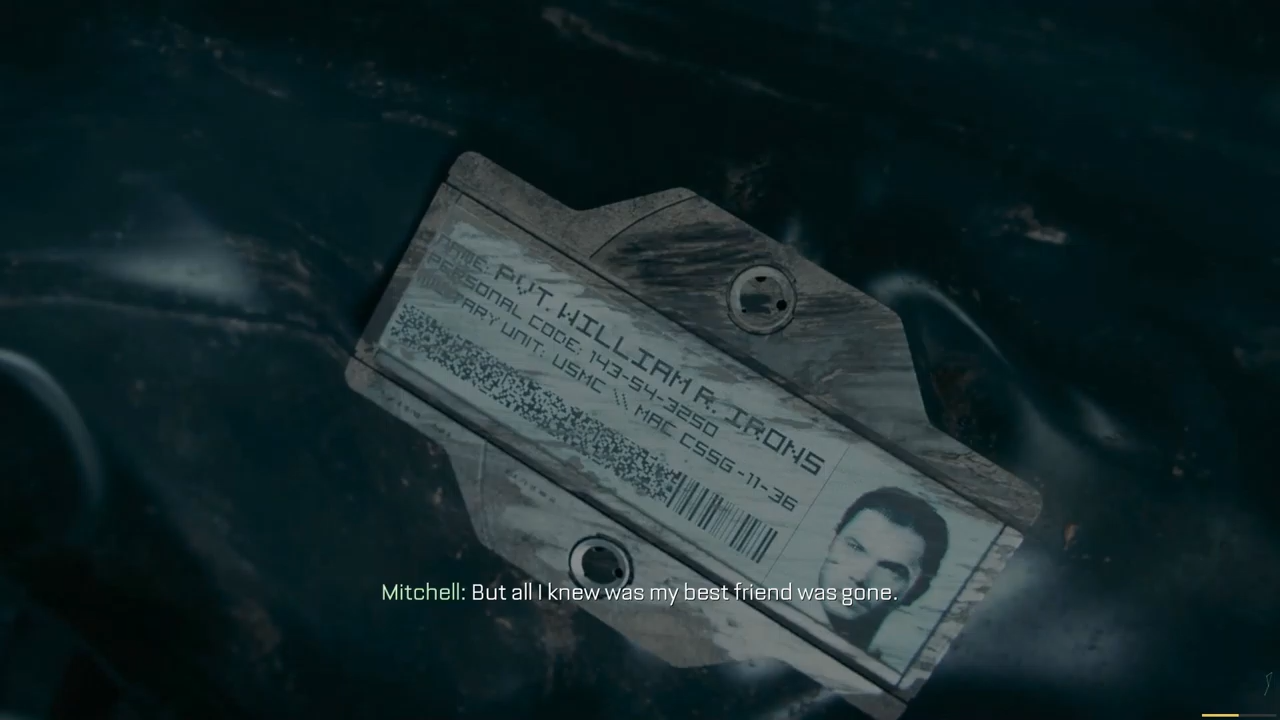 NAME: PVT. WILLIAM R. IRONS
PERSONAL CODE: 143-54-3250
MILITARY UNIT: USMC \\ MAC CSSG-11-36
Mitchell: But all I knew was my best friend was gone.